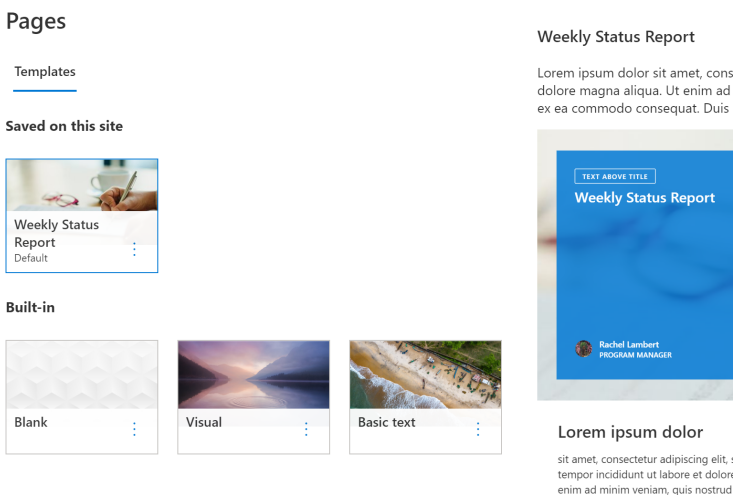 Pages
Templates
Saved on this site
Weekly Status
Report
Default
Built-in
Blank
Visual
Basic text
Weekly Status Report
Lorem ipsum dolor sit amet, cons
dolore magna aliqua. Ut enim ad
ex ea commodo consequat. Duis
TEXT ABOVE TITLE
Weekly Status Report
Rachel Lambert
PROGRAM MANAGER
Lorem ipsum dolor
sit amet, consectetur adipiscing elit, s
tempor incididunt ut labore et dolore
enim ad minim veniam, quis nostrud